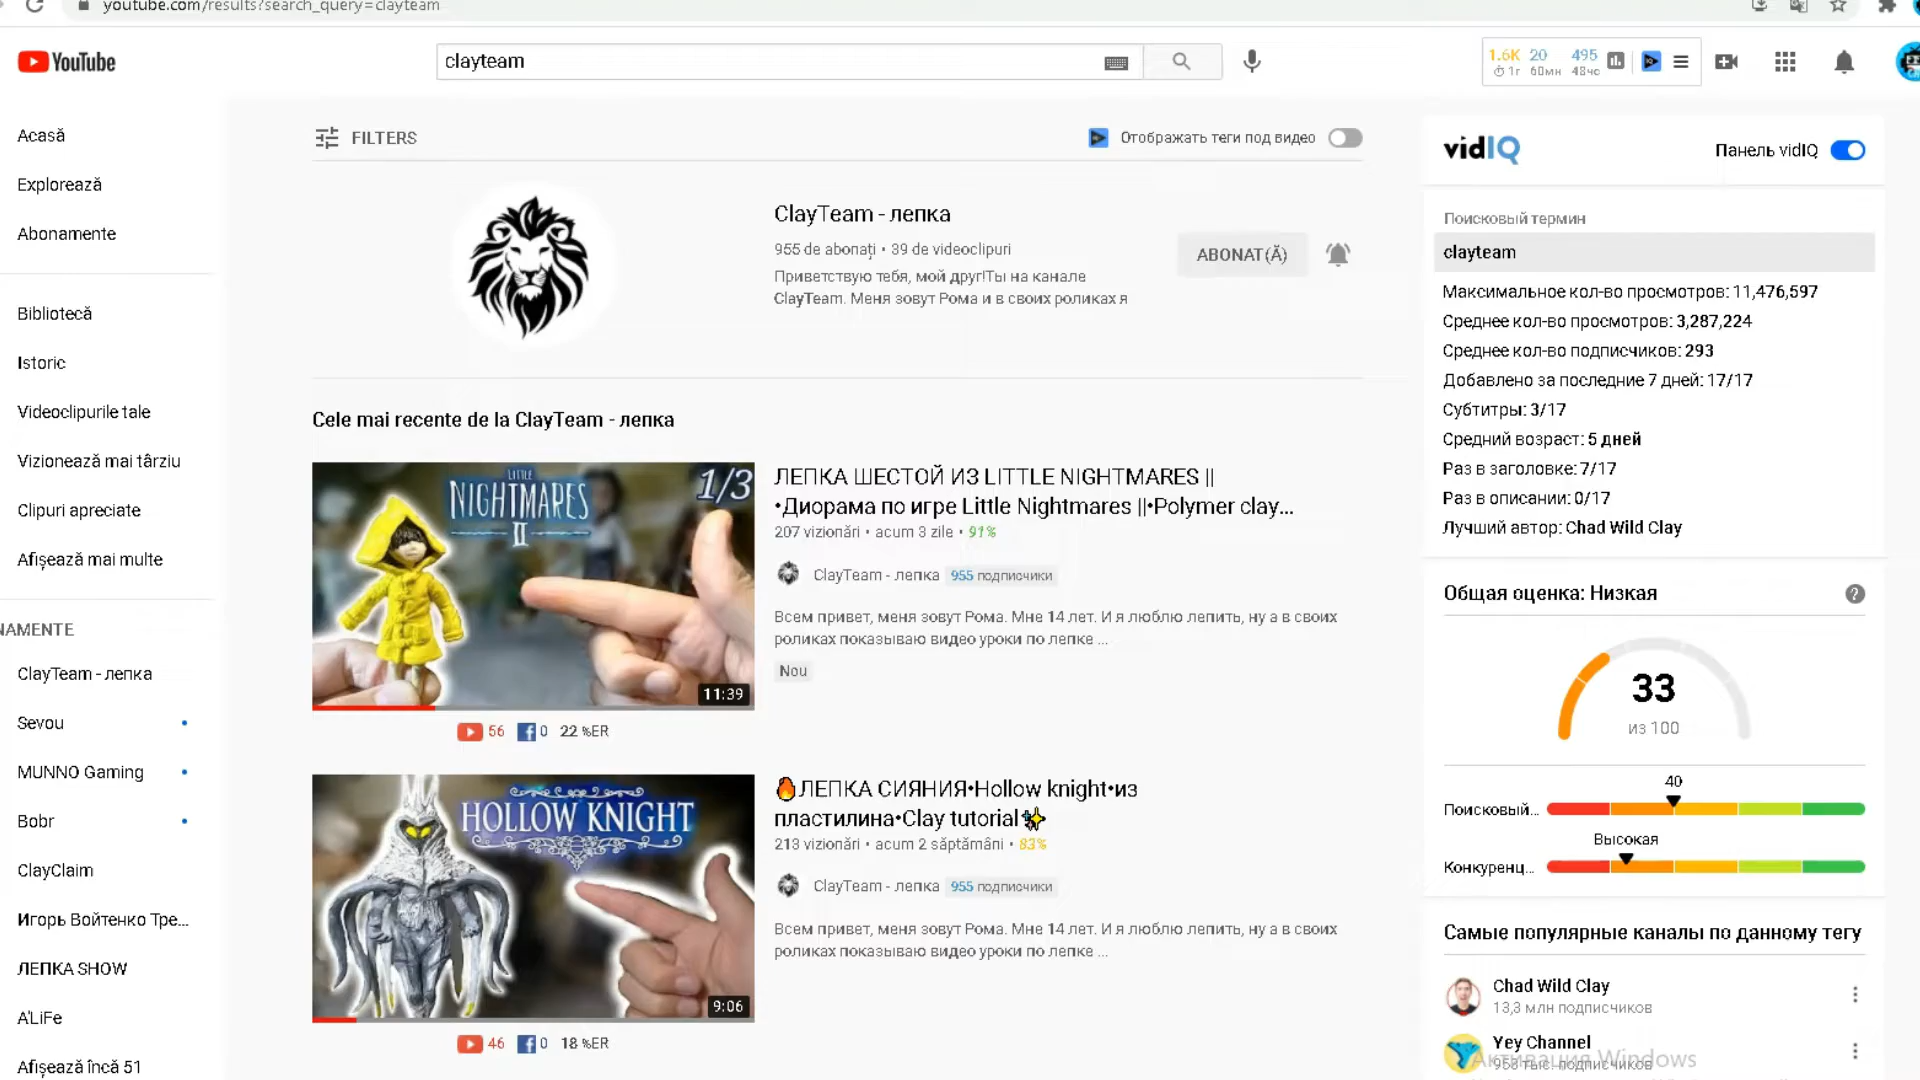 youtube.com/results?search_query=clayteam
YouTube
clayteam
1.6K 20 495
1г 60мн 48чс
Acasă
Explorează
Abonamente
Bibliotecă
Istoric
Videoclipurile tale
Vizionează mai târziu
Clipuri apreciate
Afișează mai multe
NAMENTE
ClayTeam - лепка
Sevou
MUNNO Gaming
Bobr
ClayClaim
Игорь Войтенко Тре...
ЛЕПКА SHOW
A'LiFe
Afișează încă 51
FILTERS
Отображать теги под видео
ClayTeam - лепка
955 de abonați • 39 de videoclipuri
Приветствую тебя, мой друг!Ты на канале
ClayTeam. Меня зовут Рома и в своих роликах я
ABONAT(Ă)
Cele mai recente de la ClayTeam - лепка
LITTLE
NIGHTMARES
II
1/3
11:39
56 0 22 %ER
ЛЕПКА ШЕСТОЙ ИЗ LITTLE NIGHTMARES ||
•Диорама по игре Little Nightmares ||•Polymer clay...
207 vizionări • acum 3 zile • 91%
ClayTeam - лепка 955 подписчики
Всем привет, меня зовут Рома. Мне 14 лет. И я люблю лепить, ну а в своих
роликах показываю видео уроки по лепке ...
Nou
HOLLOW KNIGHT
9:06
46 0 18 %ER
🔥ЛЕПКА СИЯНИЯ•Hollow knight•из
пластилина•Clay tutorial✨
213 vizionări • acum 2 săptămâni • 83%
ClayTeam - лепка 955 подписчики
Всем привет, меня зовут Рома. Мне 14 лет. И я люблю лепить, ну а в своих
роликах показываю видео уроки по лепке ...
vidIQ
Панель vidIQ
Поисковый термин
clayteam
Максимальное кол-во просмотров: 11,476,597
Среднее кол-во просмотров: 3,287,224
Среднее кол-во подписчиков: 293
Добавлено за последние 7 дней: 17/17
Субтитры: 3/17
Средний возраст: 5 дней
Раз в заголовке: 7/17
Раз в описании: 0/17
Лучший автор: Chad Wild Clay
Общая оценка: Низкая
?
33
из 100
40
Поисковый...
Высокая
Конкуренц...
Самые популярные каналы по данному тегу
Chad Wild Clay
13,3 млн подписчиков
Yey Channel
958 тыс. подписчиков
Активация Windows